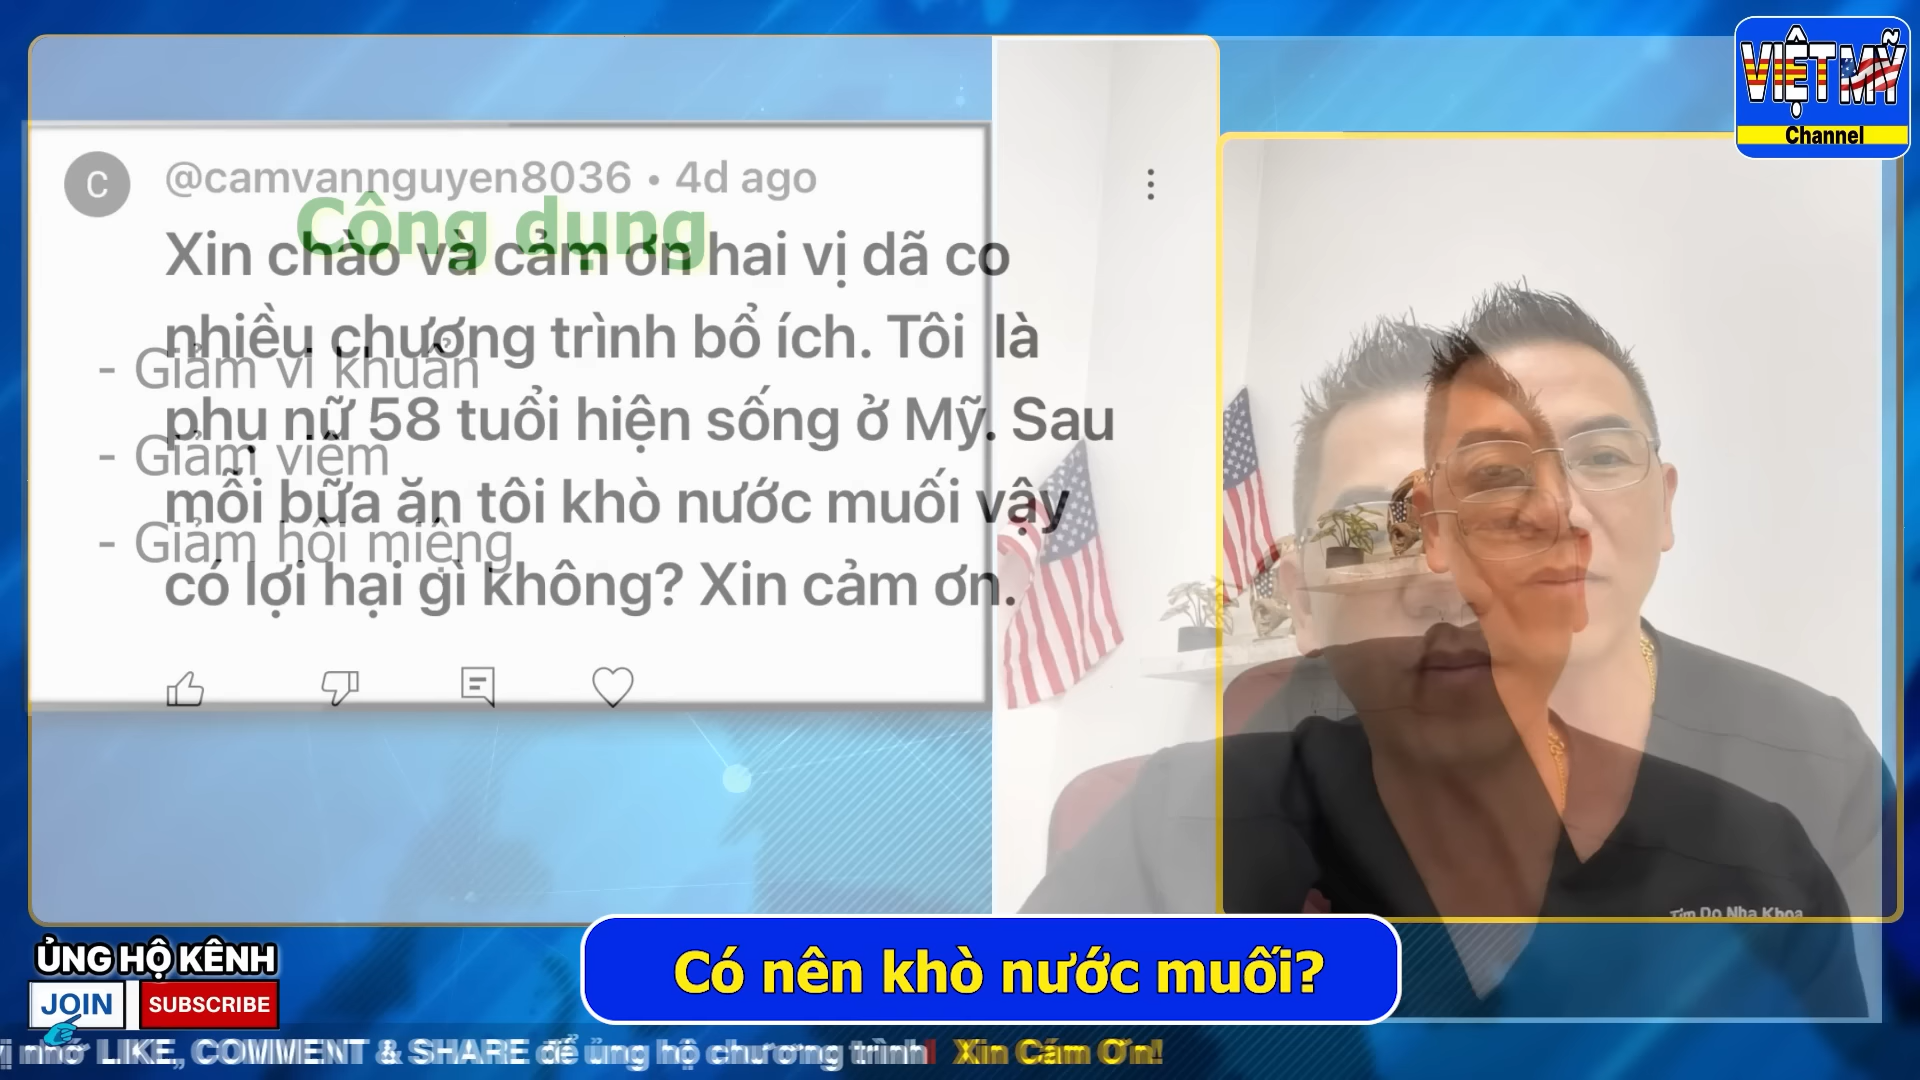 VIỆT MỸ
Channel
C
@camvannguyen8036 • 4d ago
Công dụng
Xin chào và cảm ơn hai vị dã co
nhiều chương trình bổ ích. Tôi là
- Giảm vi khuẩn
phụ nữ 58 tuổi hiện sống ở Mỹ. Sau
- Giảm viêm
mỗi bữa ăn tôi khò nước muối vậy
- Giảm hôi miệng
có lợi hại gì không? Xin cảm ơn.
Tim Do Nha Khoa
ỦNG HỘ KÊNH
JOIN SUBSCRIBE
Có nên khò nước muối?
ị nhớ LIKE, COMMENT & SHARE để ủng hộ chương trình! Xin Cám Ơn!